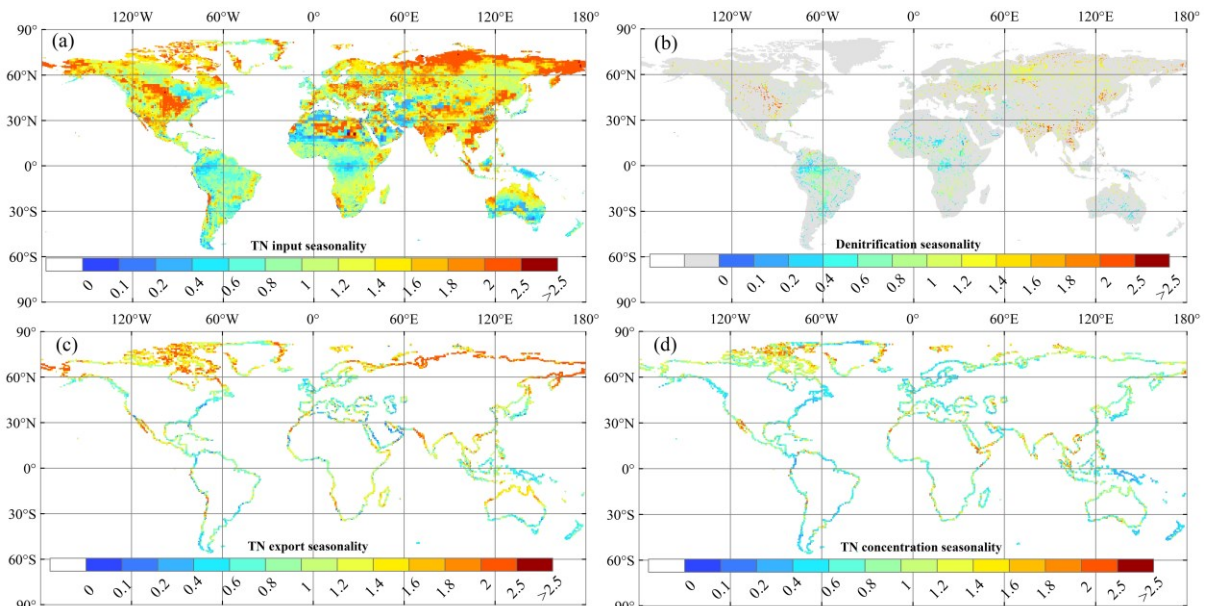 120°W 60°W 0° 60°E 120°E 180° 120°W 60°W 0° 60°E 120°E 180°
90° (a) 90° (b)
60°N 60°N
30°N 30°N
0° 0°
30°S 30°S
TN input seasonality Denitrification seasonality
60°S 60°S
0 0.1 0.2 0.4 0.6 0.8 1 1.2 1.4 1.6 1.8 2 2.5 >2.5 0 0.1 0.2 0.4 0.6 0.8 1 1.2 1.4 1.6 1.8 2 2.5 >2.5
90° 90°
120°W 60°W 0° 60°E 120°E 180° 120°W 60°W 0° 60°E 120°E 180°
90° (c) 90° (d)
60°N 60°N
30°N 30°N
0° 0°
30°S 30°S
TN export seasonality TN concentration seasonality
60°S 60°S
0 0.1 0.2 0.4 0.6 0.8 1 1.2 1.4 1.6 1.8 2 2.5 >2.5 0 0.1 0.2 0.4 0.6 0.8 1 1.2 1.4 1.6 1.8 2 2.5 >2.5
90° 90°